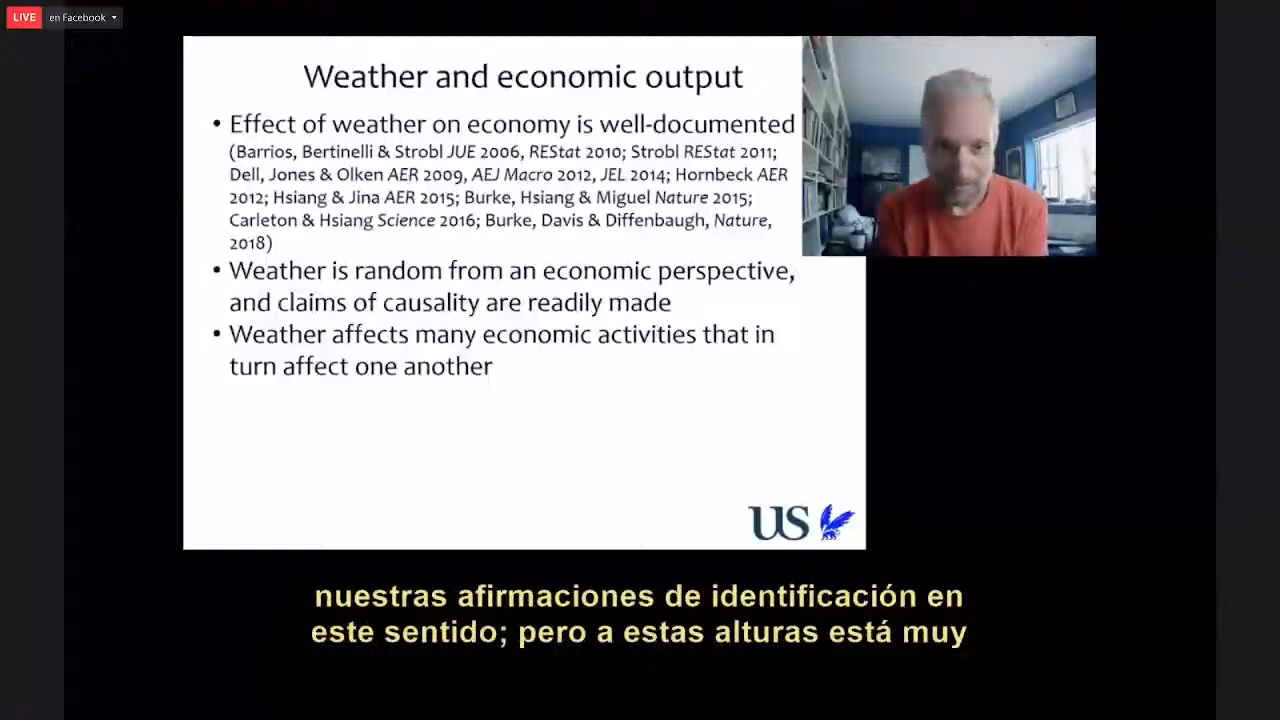 LIVE en Facebook
Weather and economic output
• Effect of weather on economy is well-documented
(Barrios, Bertinelli & Strobl JUE 2006, REStat 2010; Strobl REStat 2011;
Dell, Jones & Olken AER 2009, AEJ Macro 2012, JEL 2014; Hornbeck AER
2012; Hsiang & Jina AER 2015; Burke, Hsiang & Miguel Nature 2015;
Carleton & Hsiang Science 2016; Burke, Davis & Diffenbaugh, Nature,
2018)
• Weather is random from an economic perspective,
and claims of causality are readily made
• Weather affects many economic activities that in
turn affect one another
US
nuestras afirmaciones de identificación en
este sentido; pero a estas alturas está muy